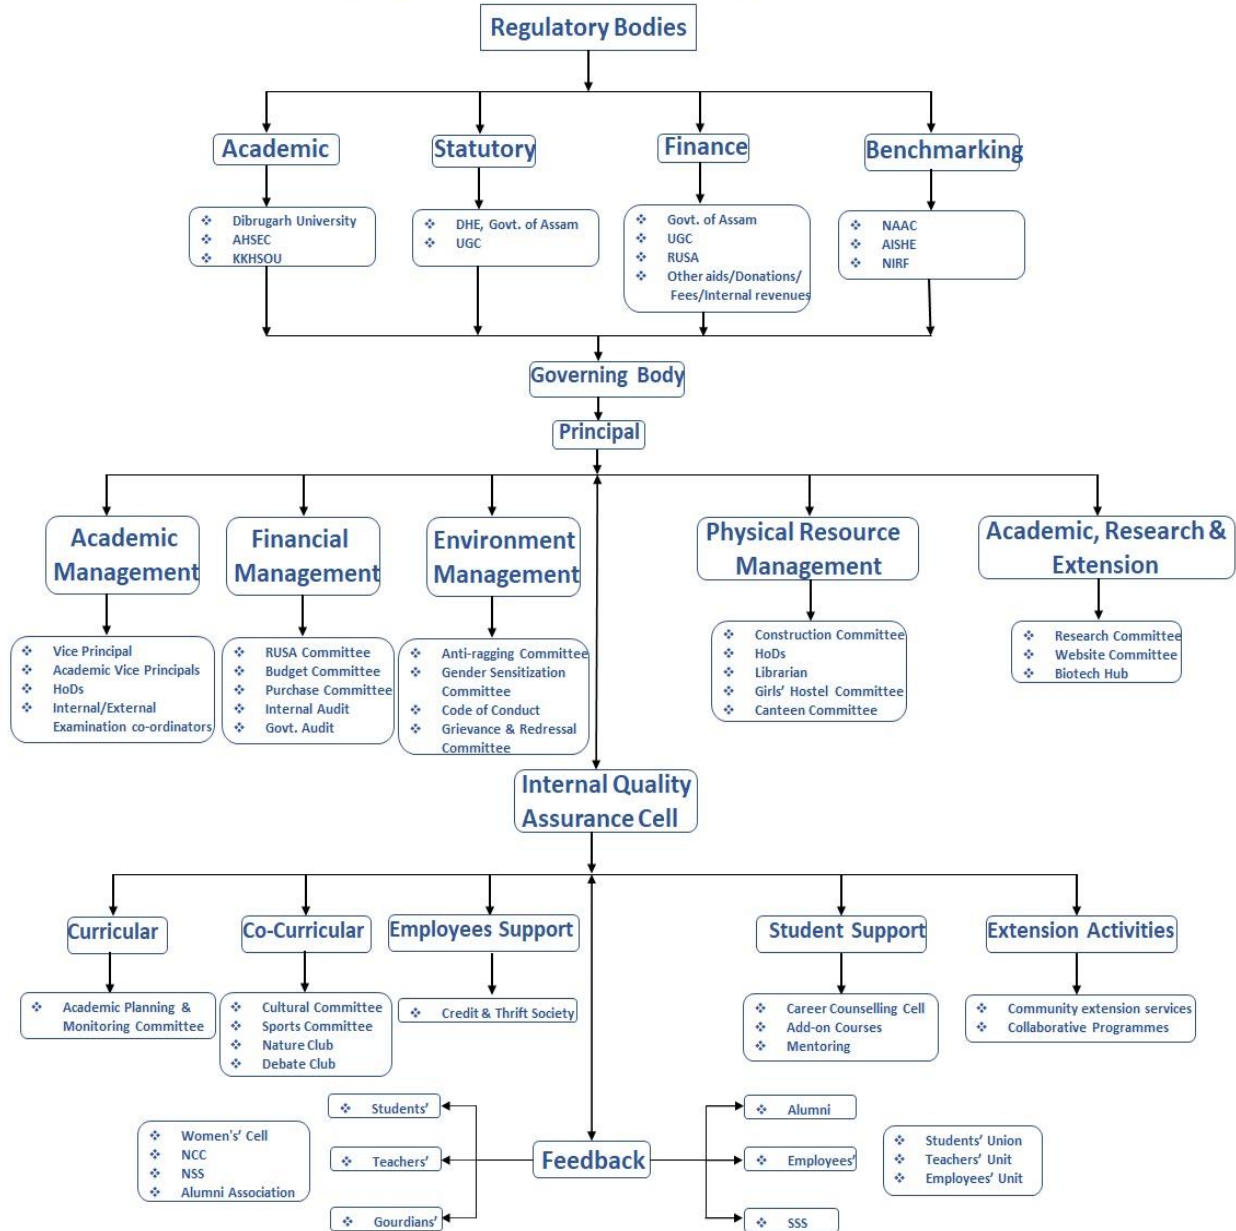 Regulatory Bodies
Academic
Statutory
Finance
Benchmarking
Dibrugarh University
AHSEC
KKHSOU
DHE, Govt. of Assam
UGC
Govt. of Assam
UGC
RUSA
Other aids/Donations/
Fees/Internal revenues
NAAC
AISHE
NIRF
Governing Body
Principal
Academic
Management
Financial
Management
Environment
Management
Physical Resource
Management
Academic, Research &
Extension
Vice Principal
Academic Vice Principals
HoDs
Internal/External
Examination co-ordinators
RUSA Committee
Budget Committee
Purchase Committee
Internal Audit
Govt. Audit
Anti-ragging Committee
Gender Sensitization
Committee
Code of Conduct
Grievance & Redressal
Committee
Construction Committee
HoDs
Librarian
Girls' Hostel Committee
Canteen Committee
Research Committee
Website Committee
Biotech Hub
Internal Quality
Assurance Cell
Curricular
Co-Curricular
Employees Support
Student Support
Extension Activities
Academic Planning &
Monitoring Committee
Cultural Committee
Sports Committee
Nature Club
Debate Club
Credit & Thrift Society
Career Counselling Cell
Add-on Courses
Mentoring
Community extension services
Collaborative Programmes
Women's' Cell
NCC
NSS
Alumni Association
Students'
Teachers'
Gourdians'
Feedback
Alumni
Employees'
SSS
Students' Union
Teachers' Unit
Employees' Unit